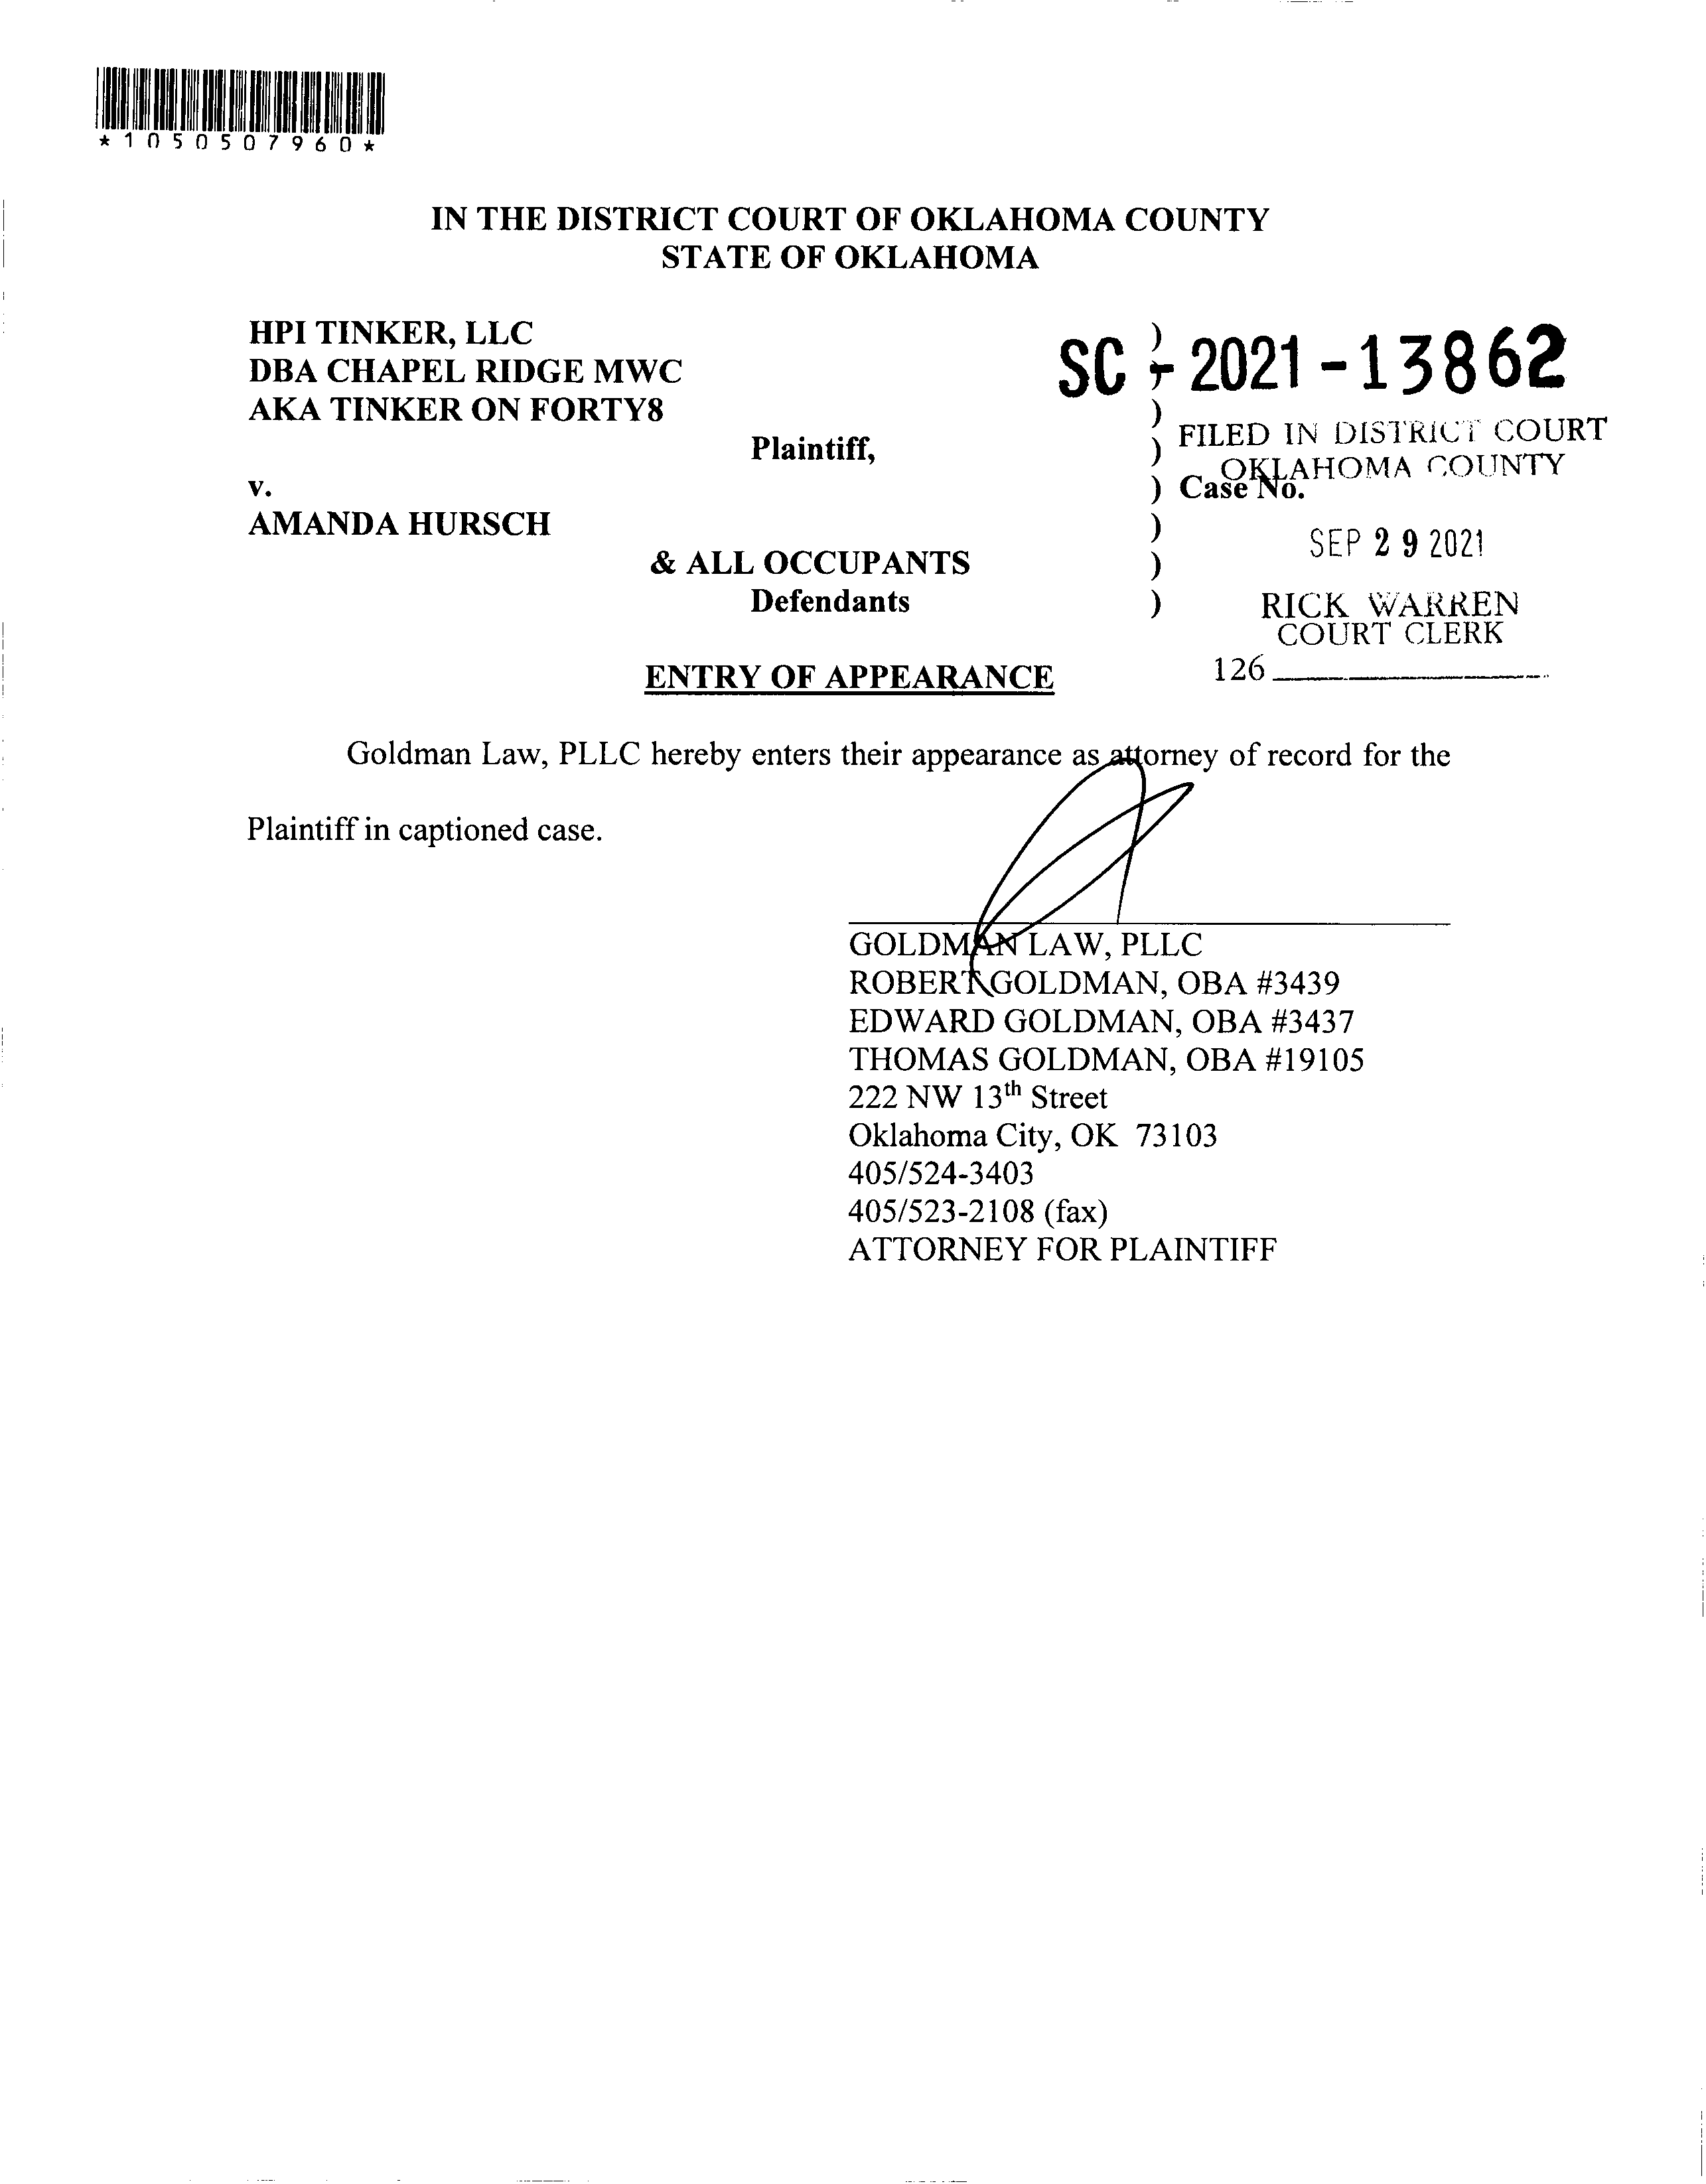 *1050507960*
IN THE DISTRICT COURT OF OKLAHOMA COUNTY
STATE OF OKLAHOMA
HPI TINKER, LLC
DBA CHAPEL RIDGE MWC
AKA TINKER ON FORTY8
Plaintiff,
v.
AMANDA HURSCH
& ALL OCCUPANTS
Defendants
)
)
)
)
)
)
)
)
SC - 2021 - 13862
FILED IN DISTRICT COURT
OKLAHOMA COUNTY
Case No.
SEP 29 2021
RICK WARREN
COURT CLERK
126
ENTRY OF APPEARANCE
Goldman Law, PLLC hereby enters their appearance as attorney of record for the
Plaintiff in captioned case.
GOLDMAN LAW, PLLC
ROBERT GOLDMAN, OBA #3439
EDWARD GOLDMAN, OBA #3437
THOMAS GOLDMAN, OBA #19105
222 NW 13th Street
Oklahoma City, OK 73103
405/524-3403
405/523-2108 (fax)
ATTORNEY FOR PLAINTIFF